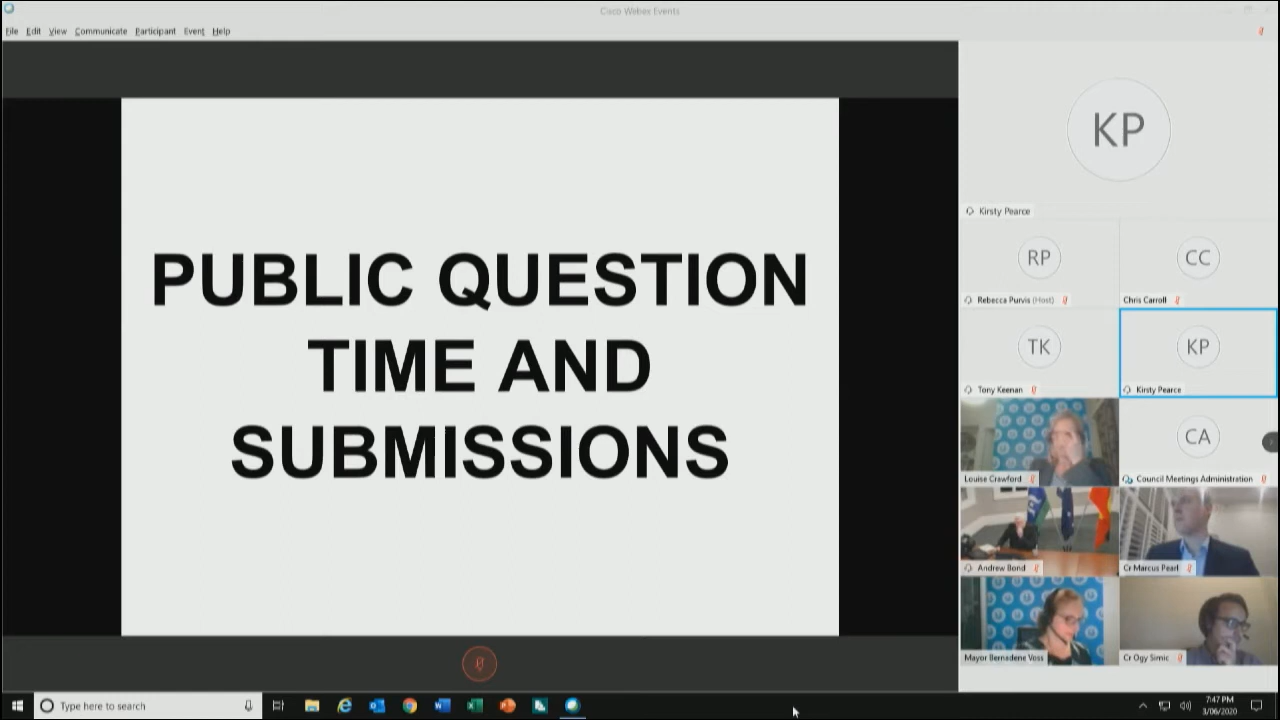 Cisco Webex Events
File Edit View Communicate Participant Event Help
PUBLIC QUESTION
TIME AND
SUBMISSIONS
KP
Kirsty Pearce
RP
CC
Rebecca Purvis (Host)
Chris Carroll
TK
KP
Tony Keenan
Kirsty Pearce
CA
Louise Crawford
Council Meetings Administration
Andrew Bond
Cr Marcus Pearl
Mayor Bernadene Voss
Cr Ogy Simic
Type here to search
7:47 PM
3/06/2020